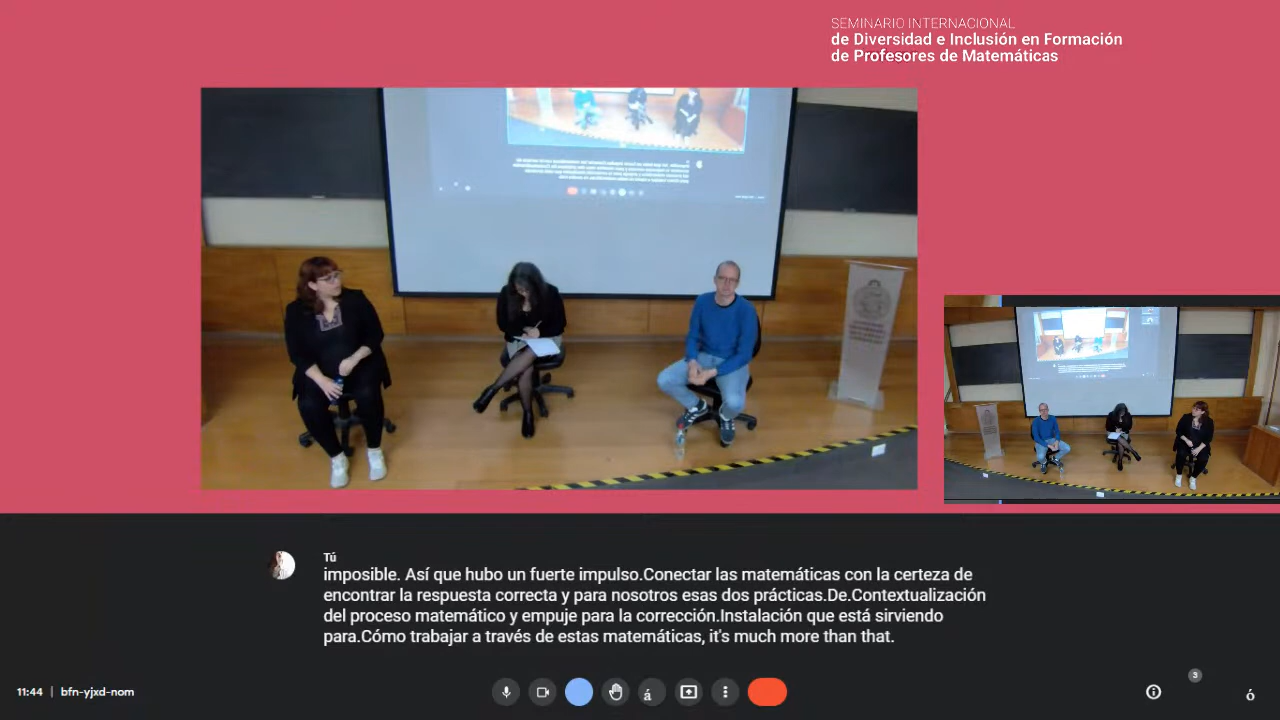 SEMINARIO INTERNACIONAL
de Diversidad e Inclusión en Formación
de Profesores de Matemáticas
Tú
imposible. Así que hubo un fuerte impulso.Conectar las matemáticas con la certeza de
encontrar la respuesta correcta y para nosotros esas dos prácticas.De.Contextualización
del proceso matemático y empuje para la corrección.Instalación que está sirviendo
para.Cómo trabajar a través de estas matemáticas, it's much more than that.
11:44 | bfn-yjxd-nom
á
3
ó